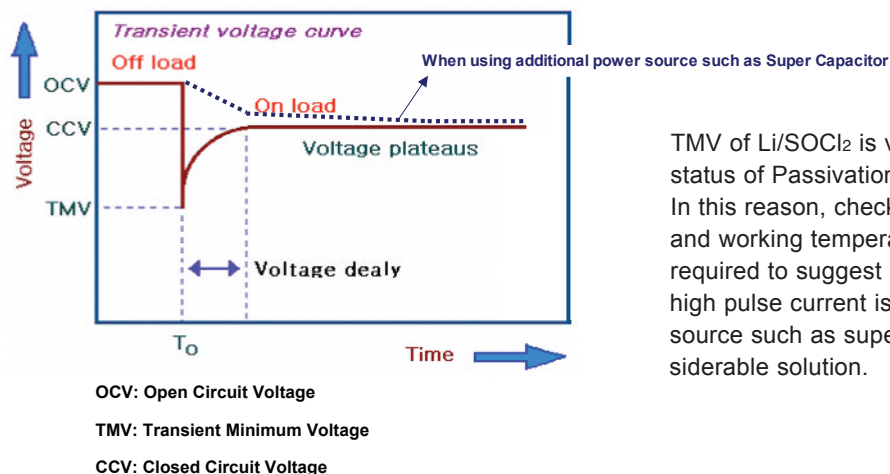 Transient voltage curve
Off load
When using additional power source such as Super Capacitor
OCV
On load
CCV
Voltage plateaus
Voltage
TMV
Voltage dealy
To
Time
OCV: Open Circuit Voltage
TMV: Transient Minimum Voltage
CCV: Closed Circuit Voltage
TMV of Li/SOCl2 is v
status of Passivation
In this reason, check
and working tempera
required to suggest
high pulse current is
source such as supe
siderable solution.